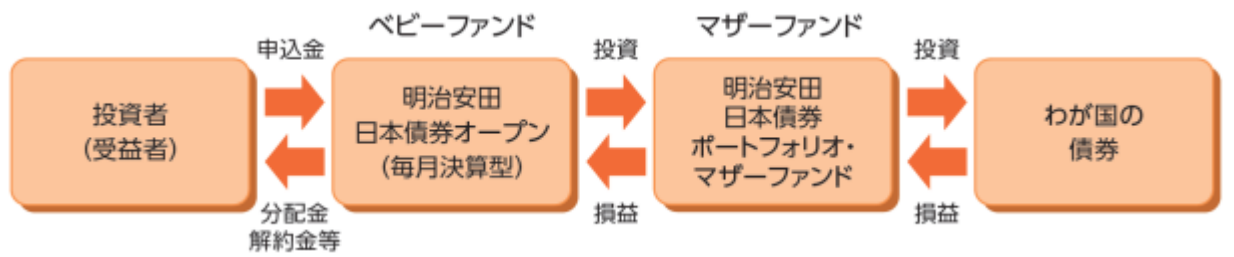 ベビーファンド
マザーファンド
申込金
投資
投資
投資者
(受益者)
明治安田
日本債券オープン
(毎月決算型)
明治安田
日本債券
ポートフォリオ・
マザーファンド
わが国の
債券
分配金
解約金等
損益
損益